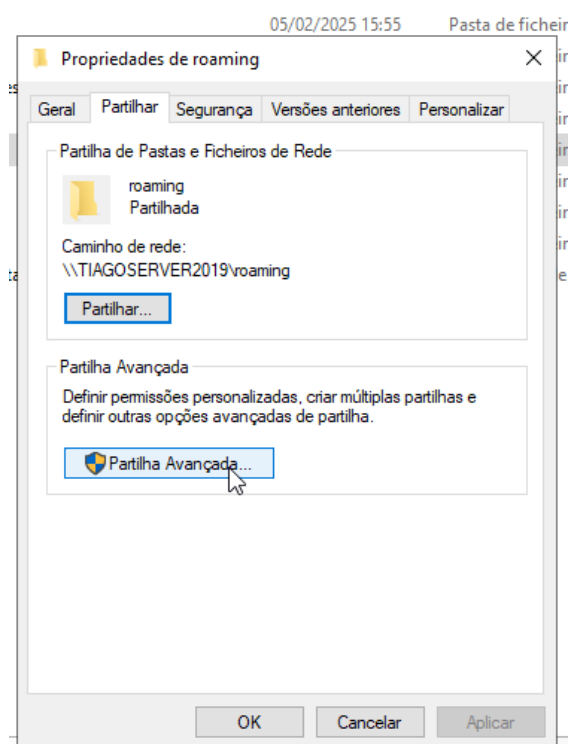 05/02/2025 15:55 Pasta de ficheir
Propriedades de roaming
Geral Partilhar Segurança Versões anteriores Personalizar
Partilha de Pastas e Ficheiros de Rede
roaming
Partilhada
Caminho de rede:
\\TIAGOSERVER2019\roaming
Partilhar...
Partilha Avançada
Definir permissões personalizadas, criar múltiplas partilhas e
definir outras opções avançadas de partilha.
Partilha Avançada...
OK Cancelar Aplicar